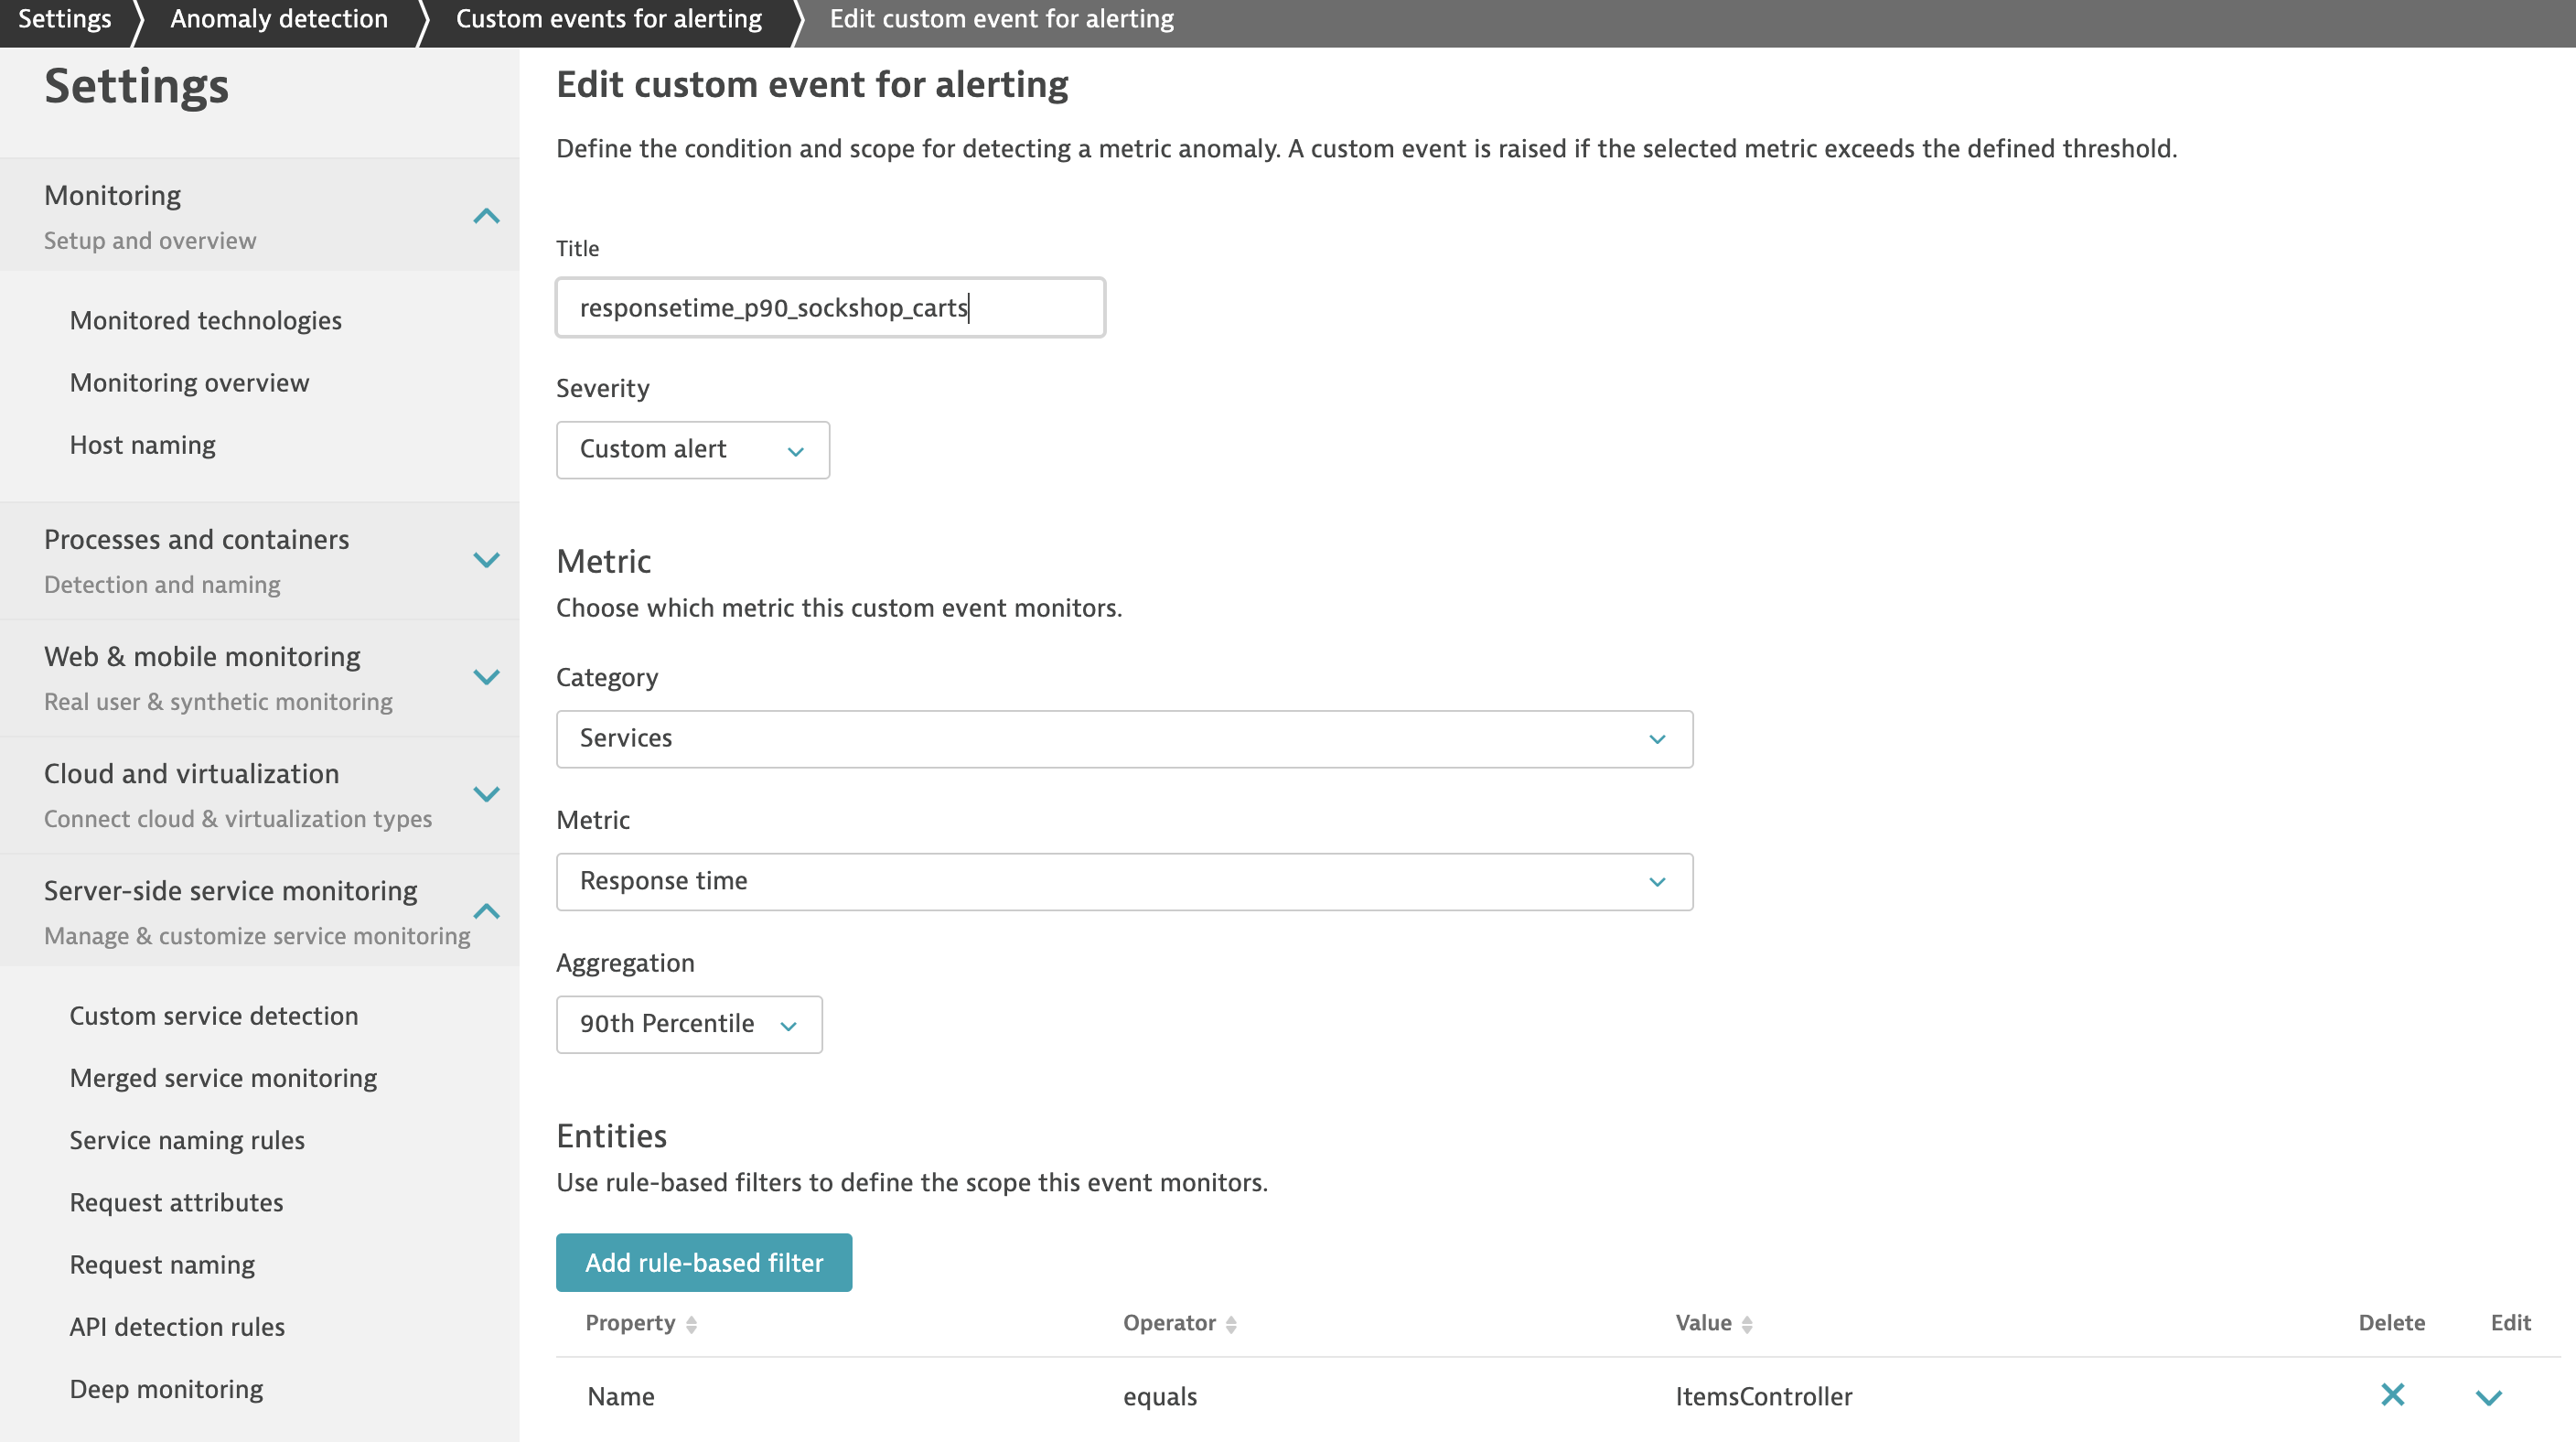 Settings
Anomaly detection
Custom events for alerting
Edit custom event for alerting
Settings
Monitoring
Setup and overview
Monitored technologies
Monitoring overview
Host naming
Processes and containers
Detection and naming
Web & mobile monitoring
Real user & synthetic monitoring
Cloud and virtualization
Connect cloud & virtualization types
Server-side service monitoring
Manage & customize service monitoring
Custom service detection
Merged service monitoring
Service naming rules
Request attributes
Request naming
API detection rules
Deep monitoring
Edit custom event for alerting
Define the condition and scope for detecting a metric anomaly. A custom event is raised if the selected metric exceeds the defined threshold.
Title
responsetime_p90_sockshop_carts
Severity
Custom alert
Metric
Choose which metric this custom event monitors.
Category
Services
Metric
Response time
Aggregation
90th Percentile
Entities
Use rule-based filters to define the scope this event monitors.
Add rule-based filter
Property Operator Value Delete Edit
Name equals ItemsController